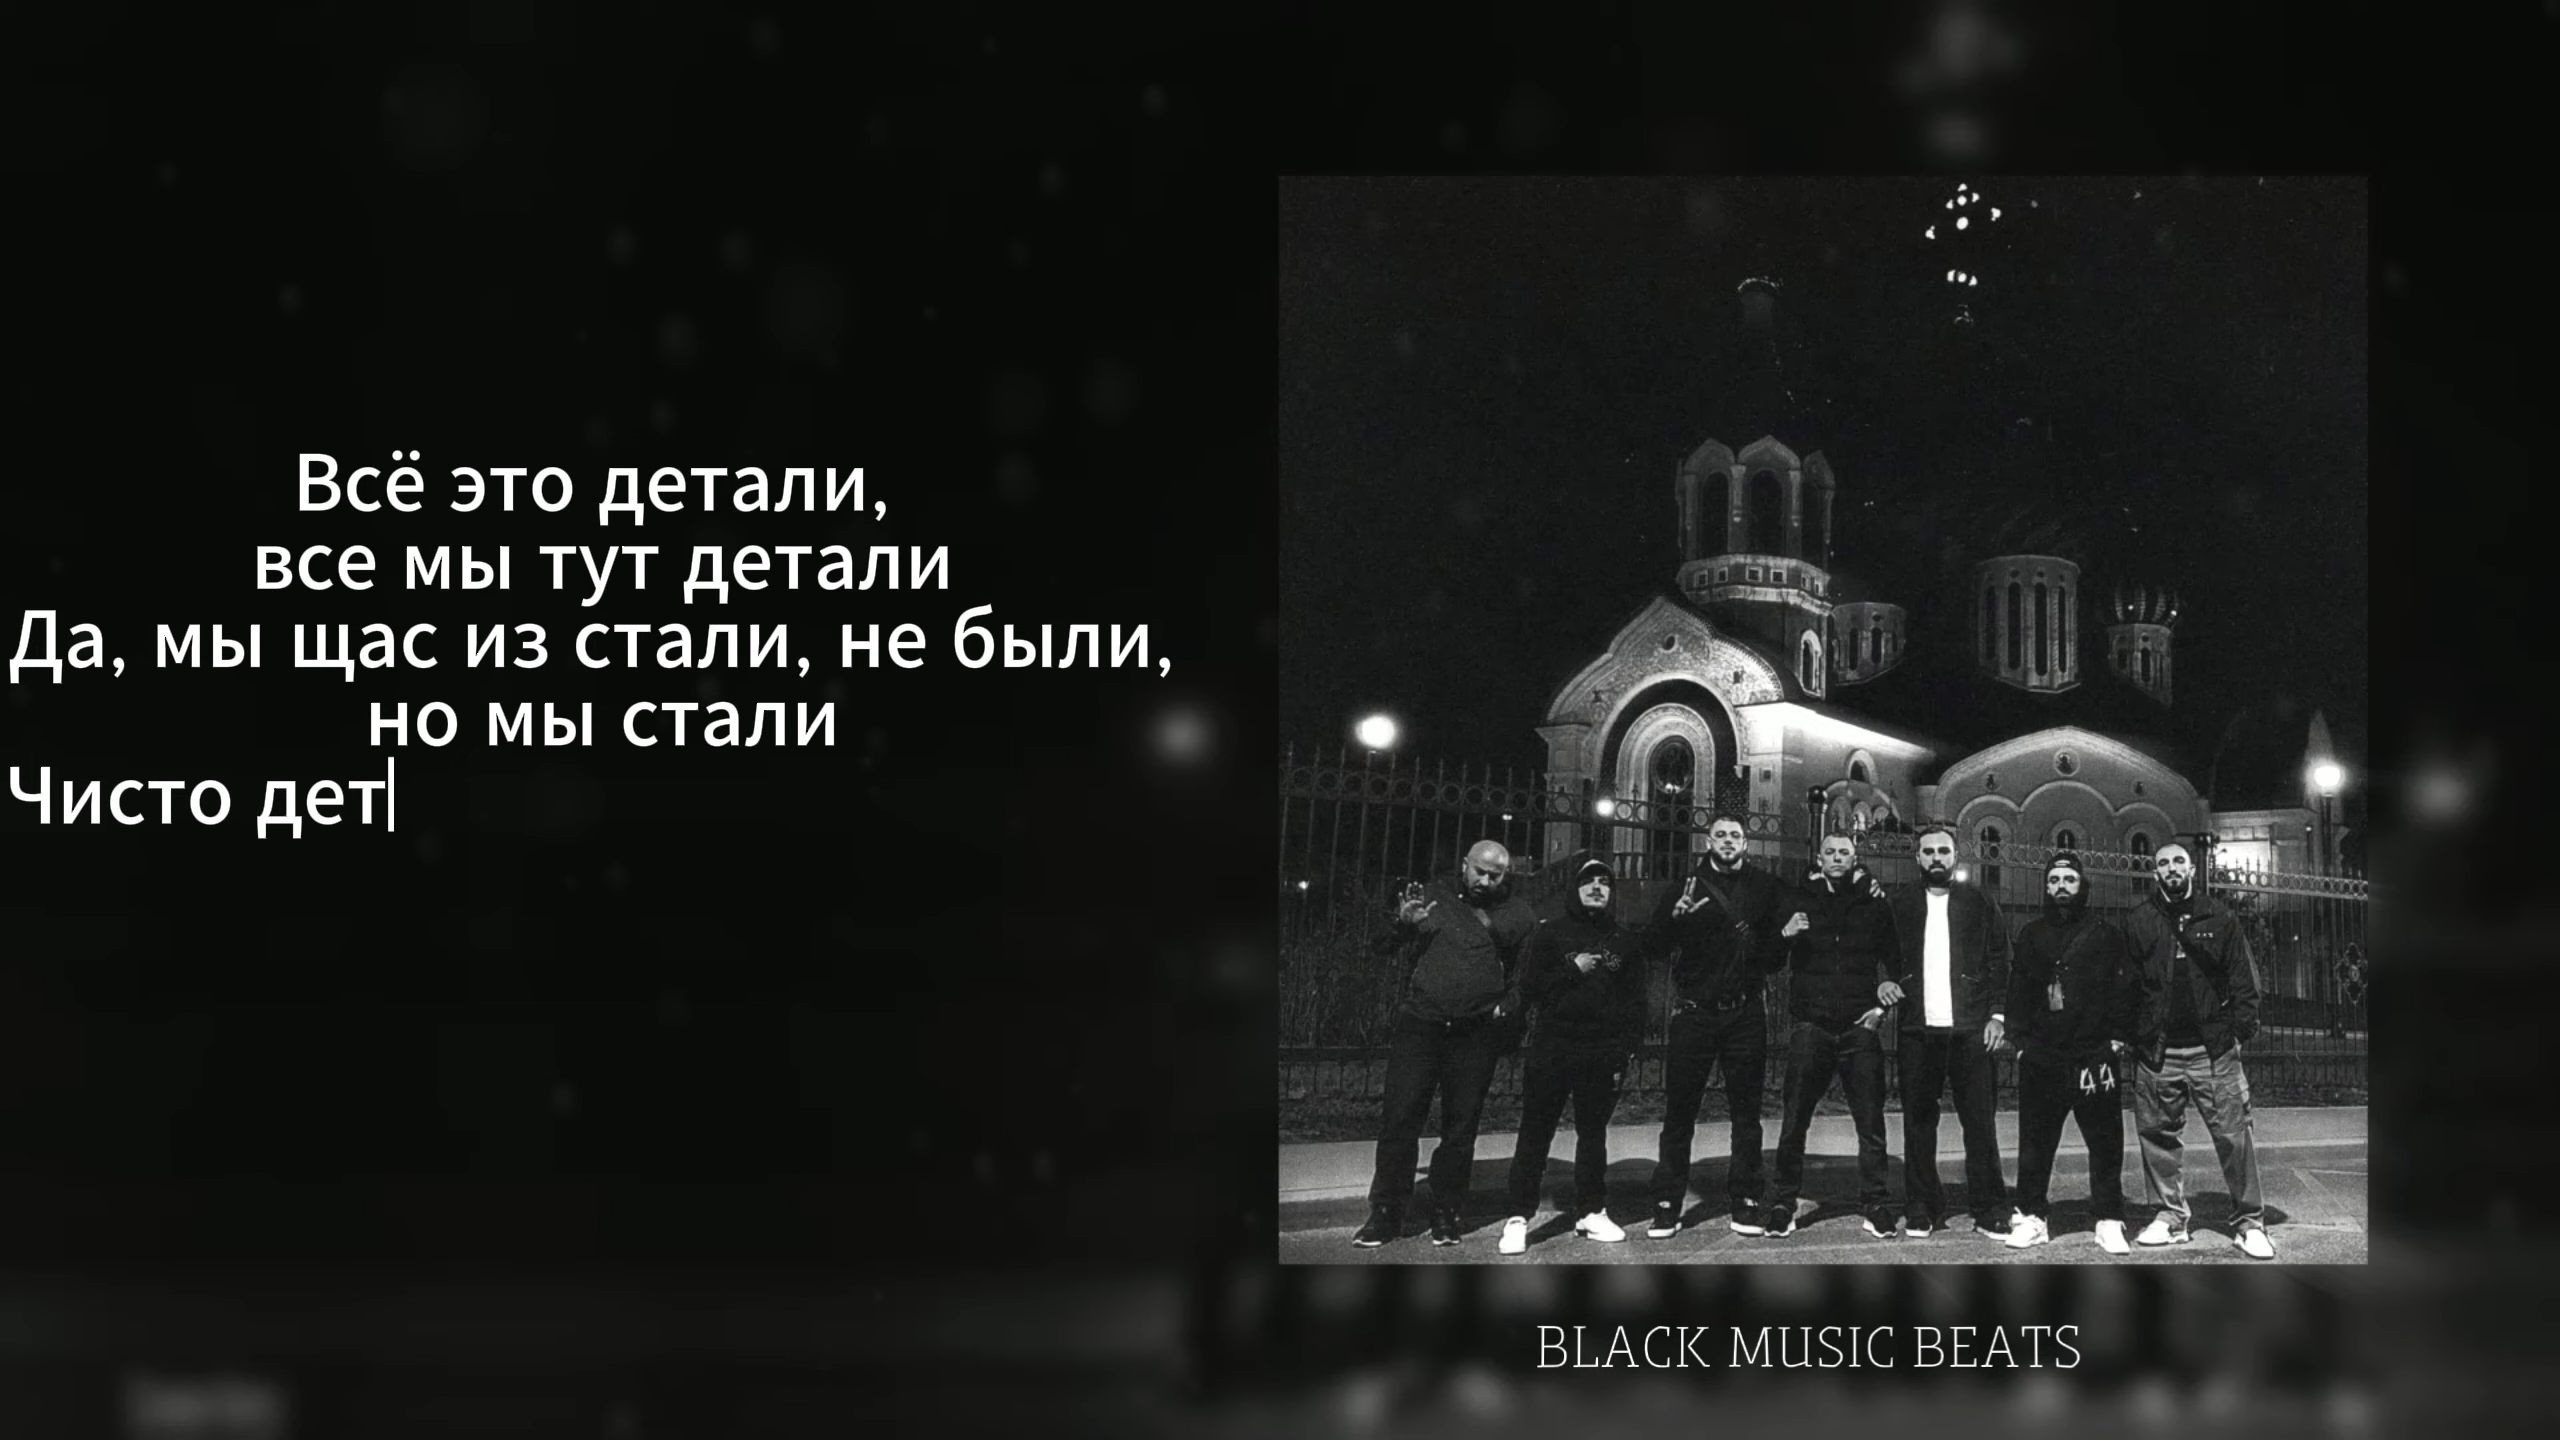 Всё это детали,
все мы тут детали
Да, мы щас из стали, не были,
но мы стали
Чисто дет
BLACK MUSIC BEATS